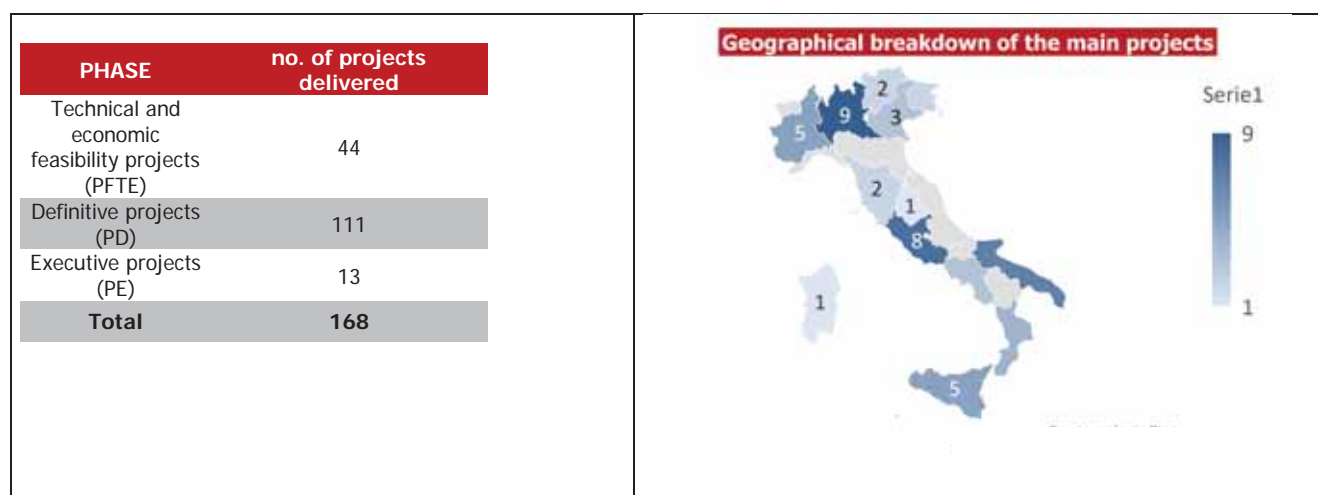 PHASE
no. of projects
delivered
Technical and
economic
feasibility projects
(PFTE)
44
Definitive projects
(PD)
111
Executive projects
(PE)
13
Total
168
Geographical breakdown of the main projects
Serie1
9
1
2
3
9
5
2
1
8
1
5